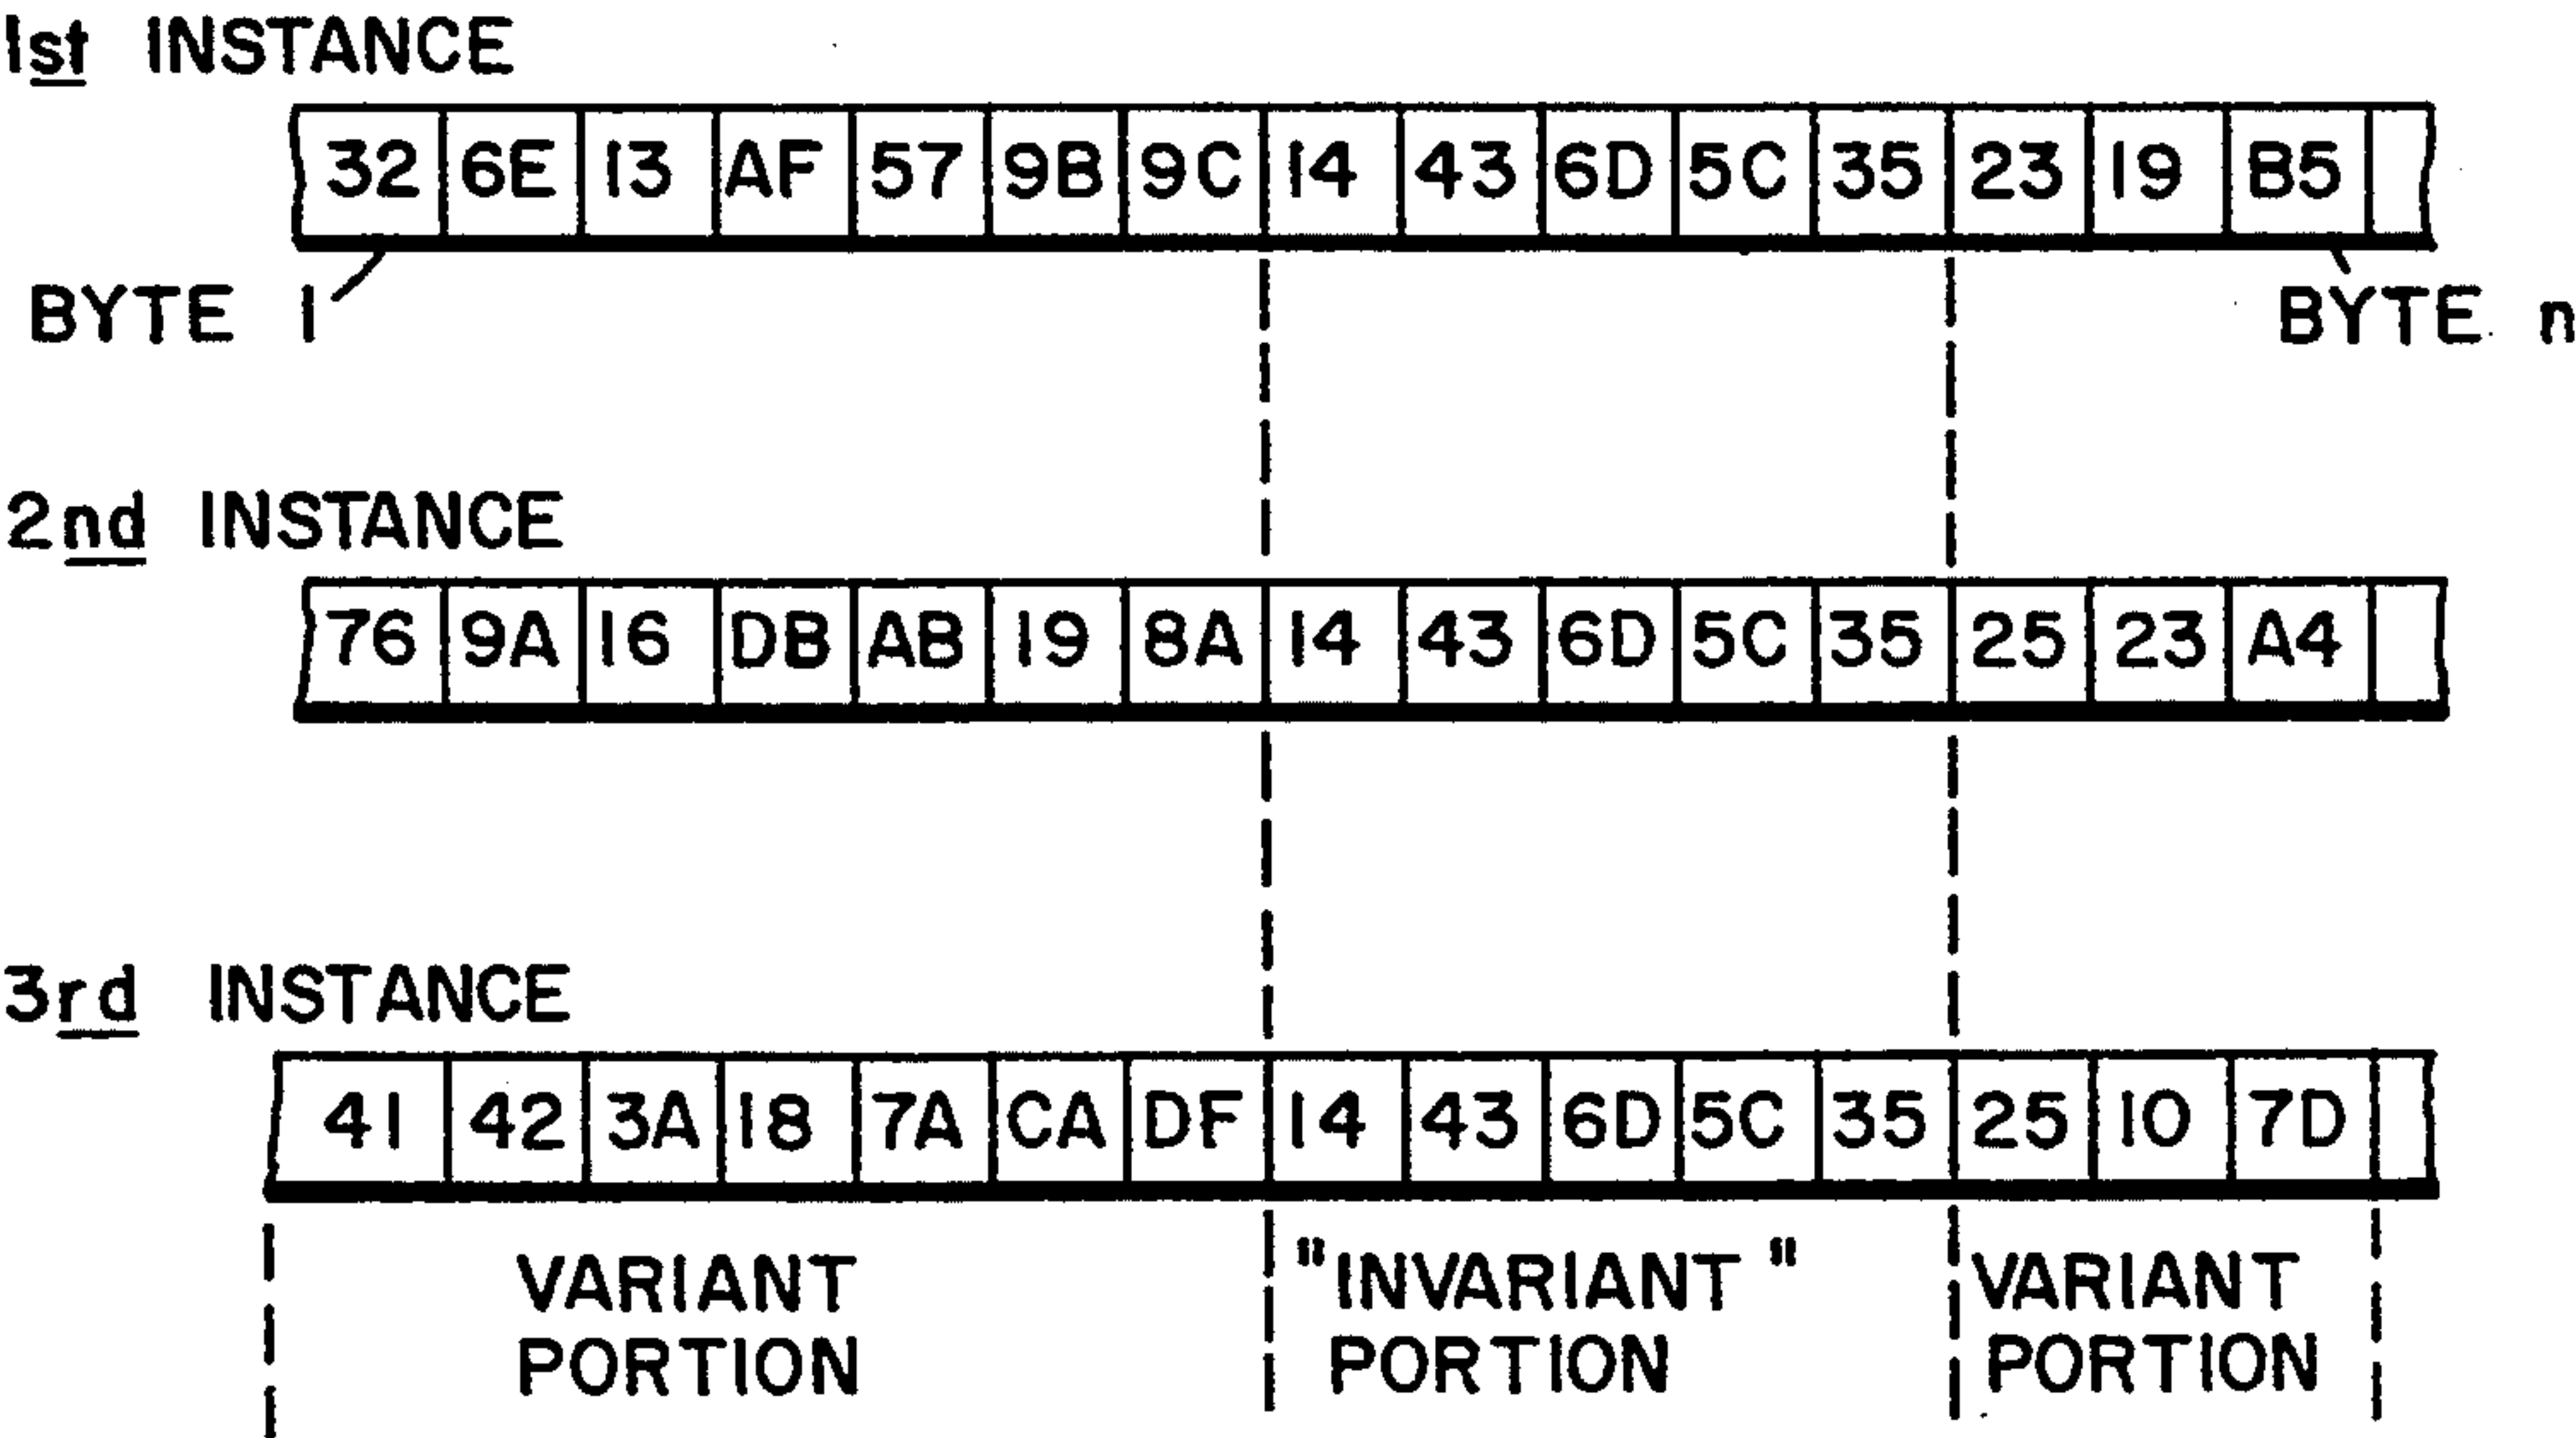 1st INSTANCE
32 6E 13 AF 57 9B 9C 14 43 6D 5C 35 23 19 B5
BYTE 1 BYTE n
2nd INSTANCE
76 9A 16 DB AB 19 8A 14 43 6D 5C 35 25 23 A4
3rd INSTANCE
41 42 3A 18 7A CA DF 14 43 6D 5C 35 25 10 7D
VARIANT "INVARIANT" VARIANT
PORTION PORTION PORTION